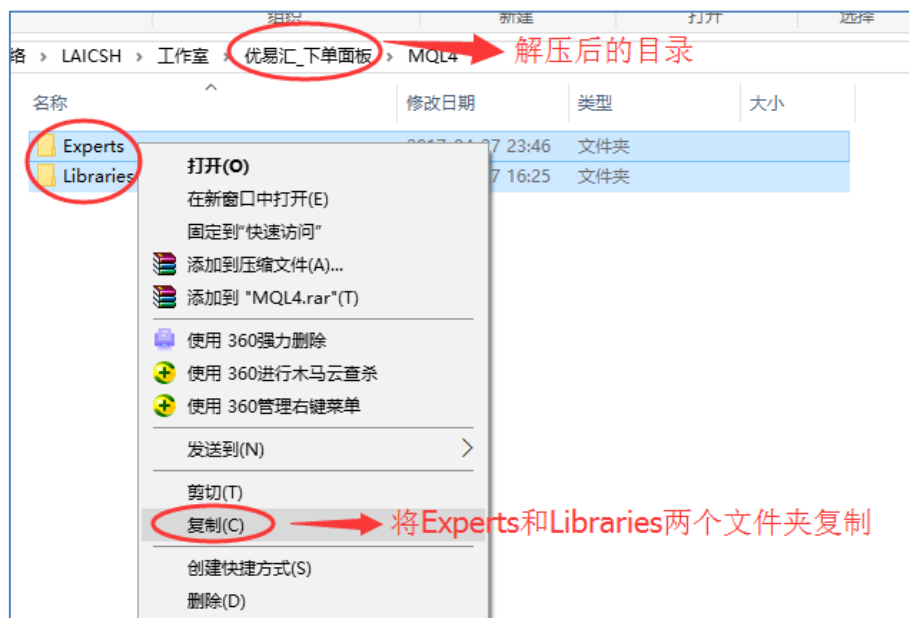 组织 新建 打开 选择
络 › LAICSH › 工作室 › 优易汇_下单面板 › MQL4
解压后的目录
名称 修改日期 类型 大小
Experts 23:46 文件夹
Libraries 7 16:25 文件夹
打开(O)
在新窗口中打开(E)
固定到"快速访问"
添加到压缩文件(A)...
添加到 "MQL4.rar"(T)
使用 360强力删除
使用 360进行木马云查杀
使用 360管理右键菜单
发送到(N)
剪切(T)
复制(C)
将Experts和Libraries两个文件夹复制
创建快捷方式(S)
删除(D)